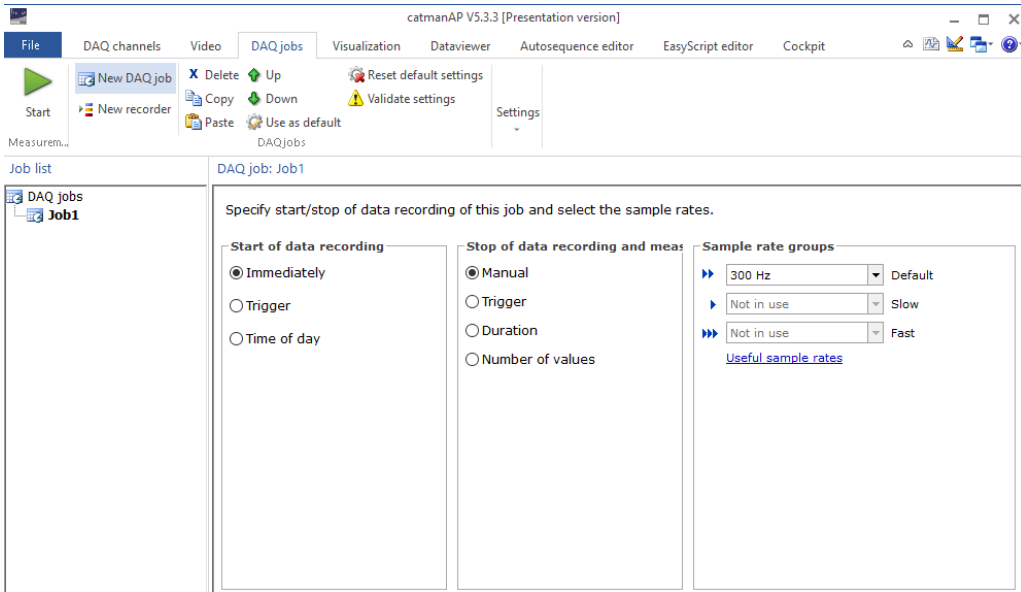 catmanAP V5.3.3 [Presentation version]
File DAQ channels Video DAQ jobs Visualization Dataviewer Autosequence editor EasyScript editor Cockpit
New DAQ job X Delete Up Reset default settings
Start New recorder Copy Down Validate settings Settings
Paste Use as default
Measurem... DAQ jobs
Job list DAQ job: Job1
DAQ jobs
Job1
Specify start/stop of data recording of this job and select the sample rates.
Start of data recording Stop of data recording and meas Sample rate groups
Immediately Manual 300 Hz Default
Trigger Trigger Not in use Slow
Time of day Duration Not in use Fast
Number of values Useful sample rates